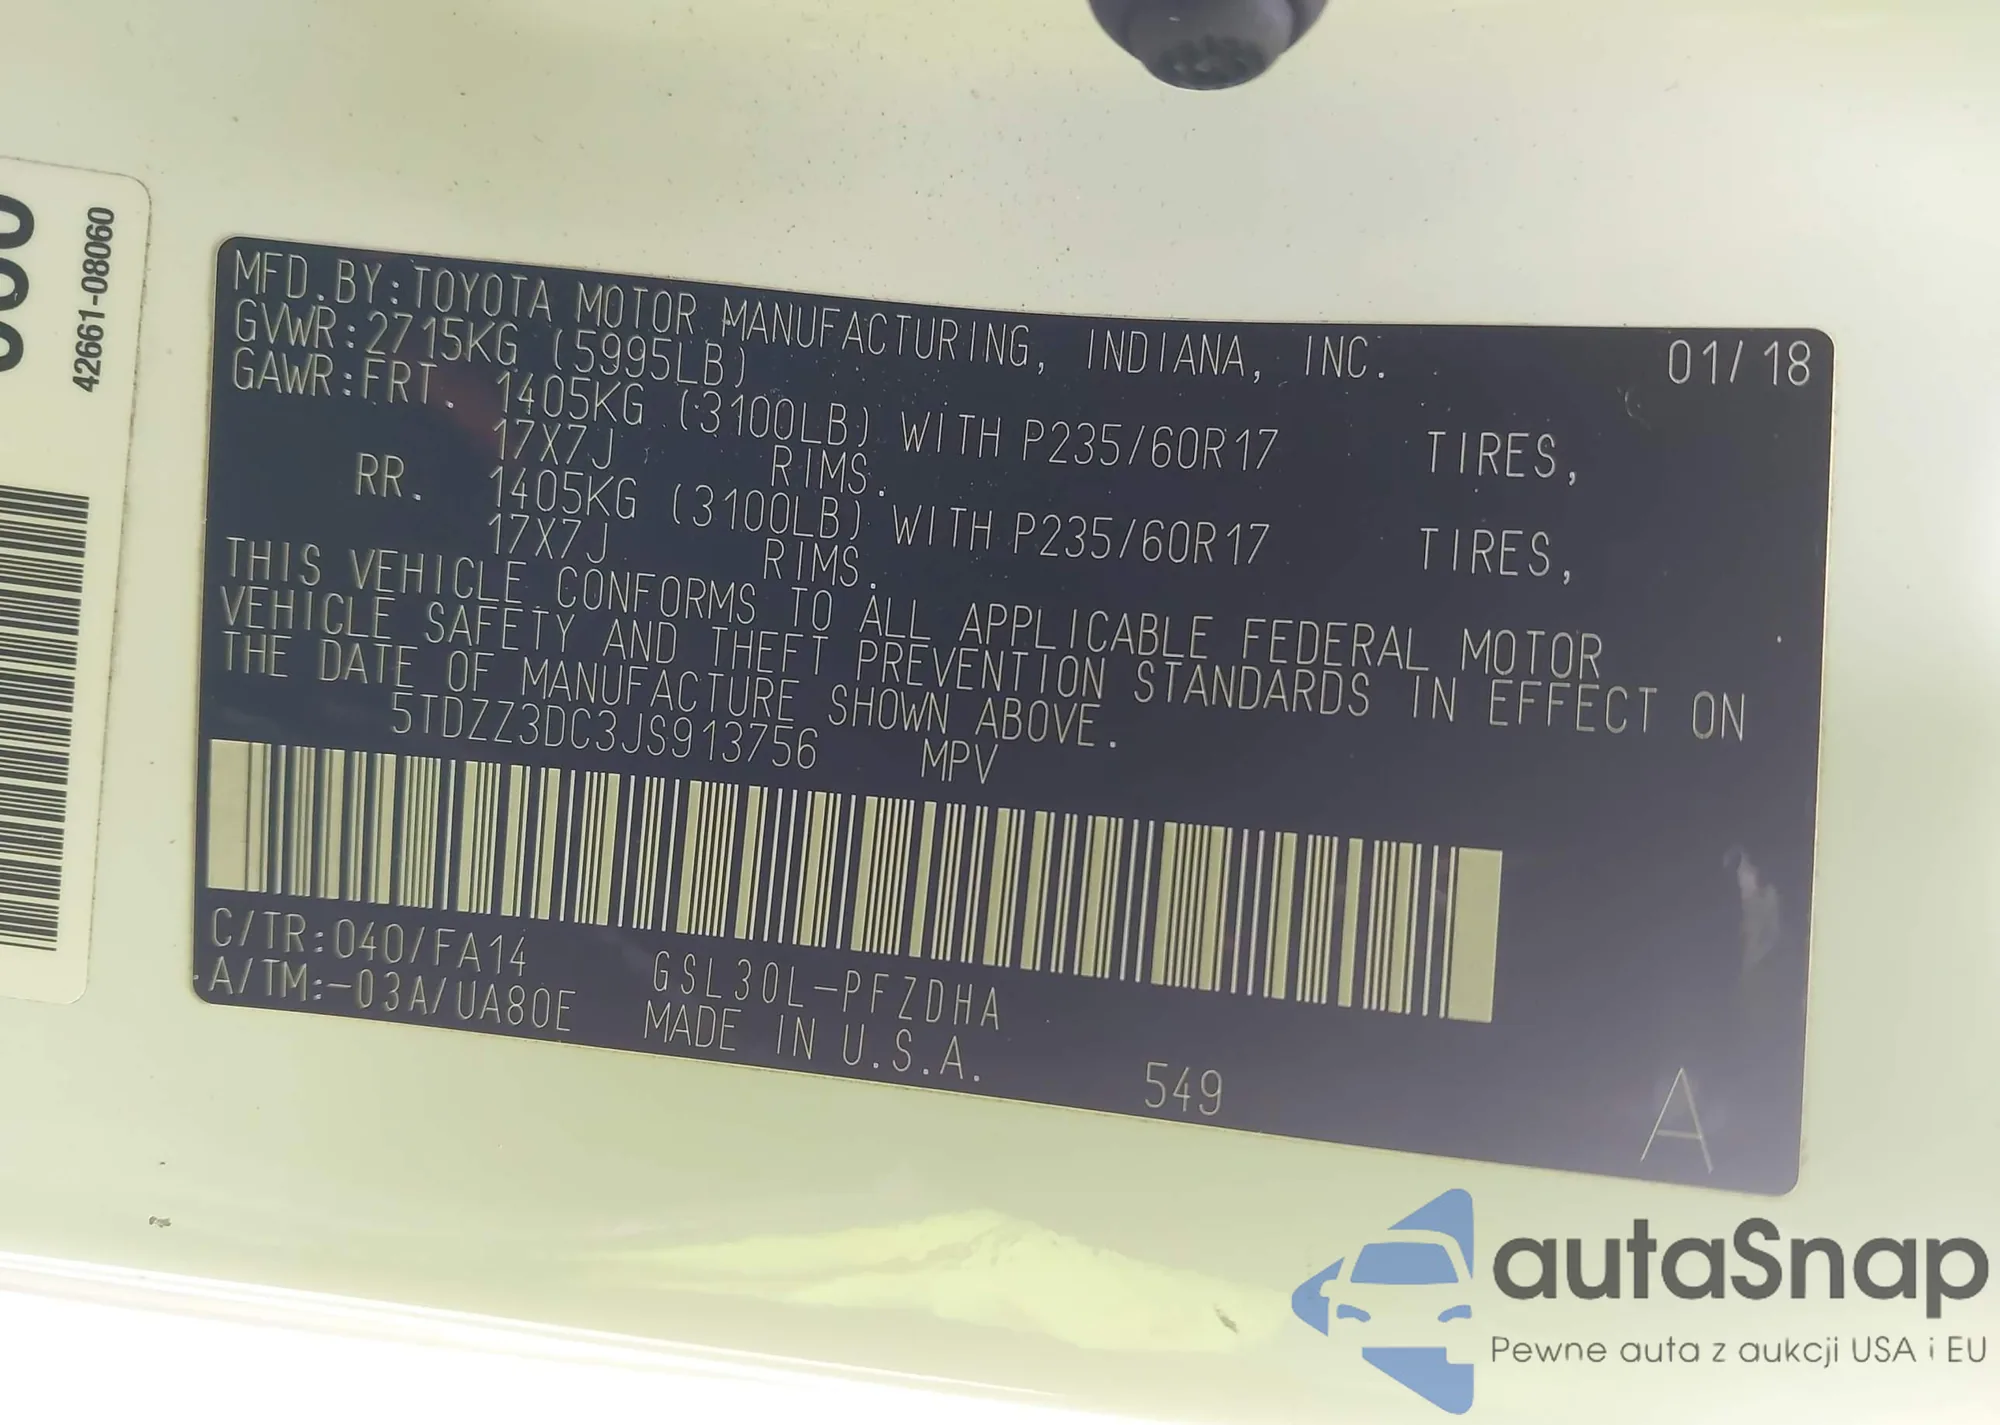 42661-08060
MFD.BY:TOYOTA MOTOR MANUFACTURING, INDIANA, INC. 01/18
GVWR:2715KG (5995LB)
GAWR:FRT. 1405KG (3100LB) WITH P235/60R17 TIRES,
17X7J RIMS.
RR. 1405KG (3100LB) WITH P235/60R17 TIRES,
17X7J RIMS.
THIS VEHICLE CONFORMS TO ALL APPLICABLE FEDERAL MOTOR
VEHICLE SAFETY AND THEFT PREVENTION STANDARDS IN EFFECT ON
THE DATE OF MANUFACTURE SHOWN ABOVE.
5TDZZ3DC3JS913756 MPV
C/TR:040/FA14 GSL30L-PFZDHA
A/TM:-03A/UA80E MADE IN U.S.A. 549 A
autaSnap
Pewne auta z aukcji USA i EU